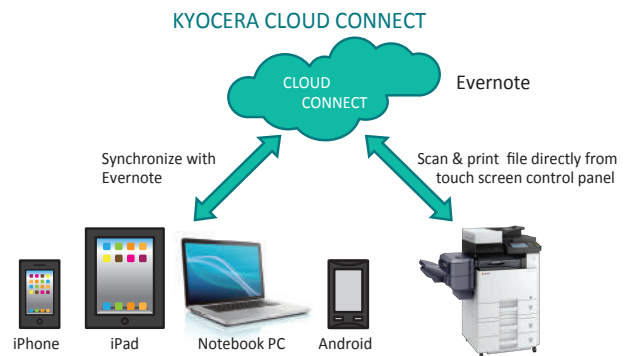 KYOCERA CLOUD CONNECT
CLOUD
CONNECT
Evernote
Synchronize with
Evernote
Scan & print file directly from
touch screen control panel
iPhone
iPad
Notebook PC
Android